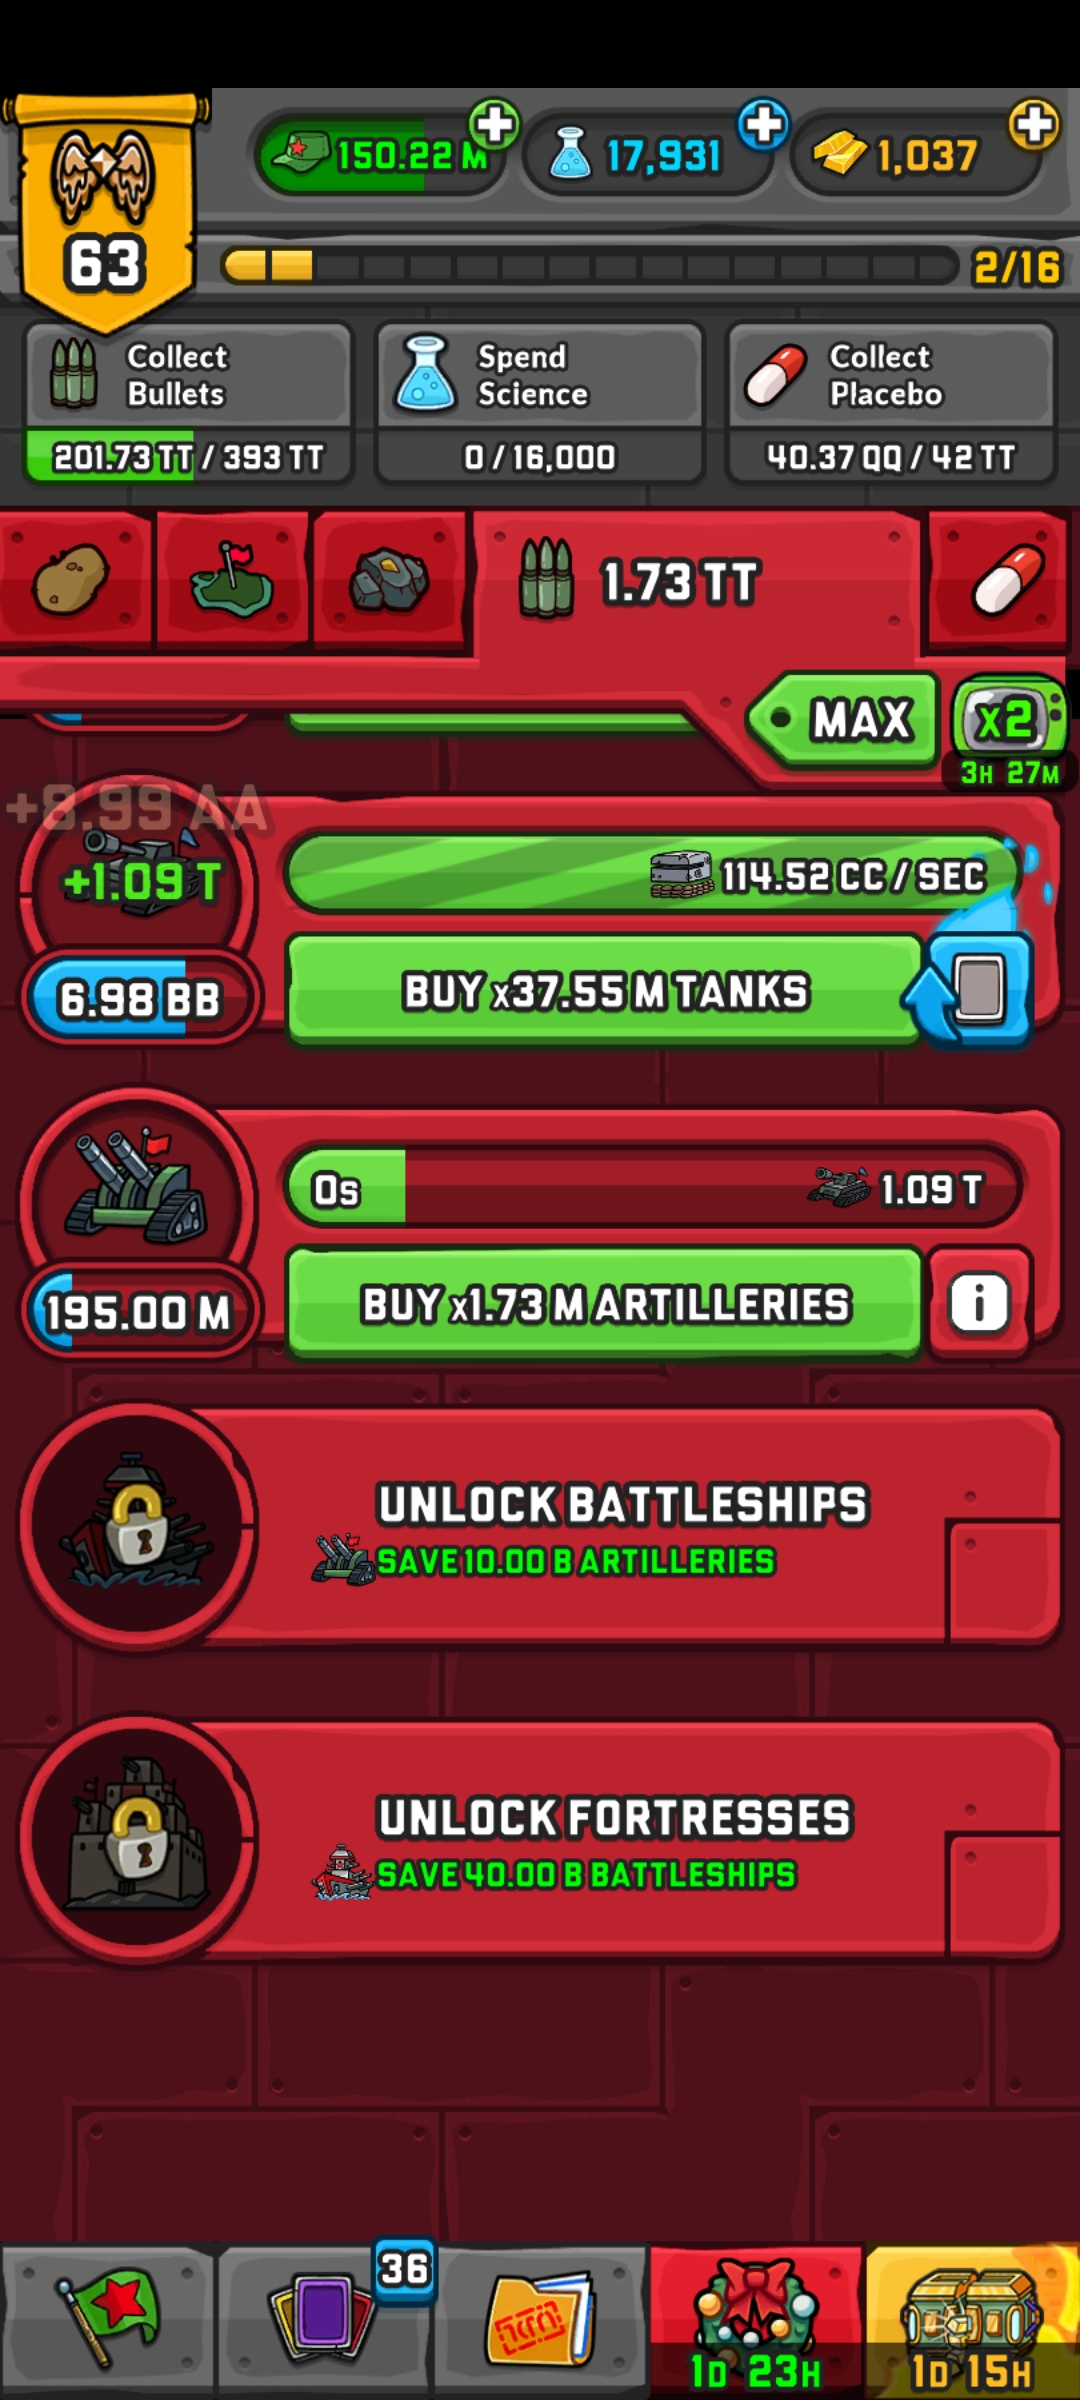 63
150.22 M
17,931
1,037
2/16
Collect
Bullets
201.73 TT / 393 TT
Spend
Science
0 / 16,000
Collect
Placebo
40.37 QQ / 42 TT
1.73 TT
MAX
x2
3H 27M
+8.99 AA
+1.09 T
114.52 CC / SEC
6.98 BB
BUY x37.55 M TANKS
0s
1.09 T
195.00 M
BUY x1.73 M ARTILLERIES
i
UNLOCK BATTLESHIPS
SAVE 10.00 B ARTILLERIES
UNLOCK FORTRESSES
SAVE 40.00 B BATTLESHIPS
36
1D 23H
1D 15H